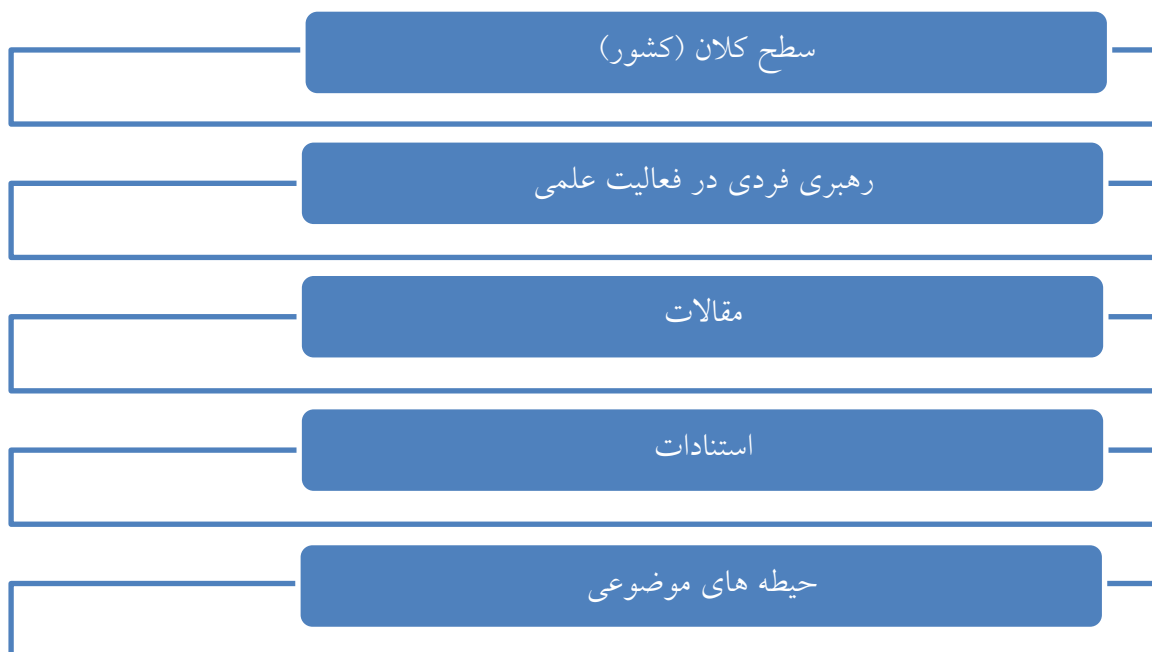 سطح کلان (کشور)
رهبری فردی در فعالیت علمی
مقالات
استنادات
حیطه های موضوعی